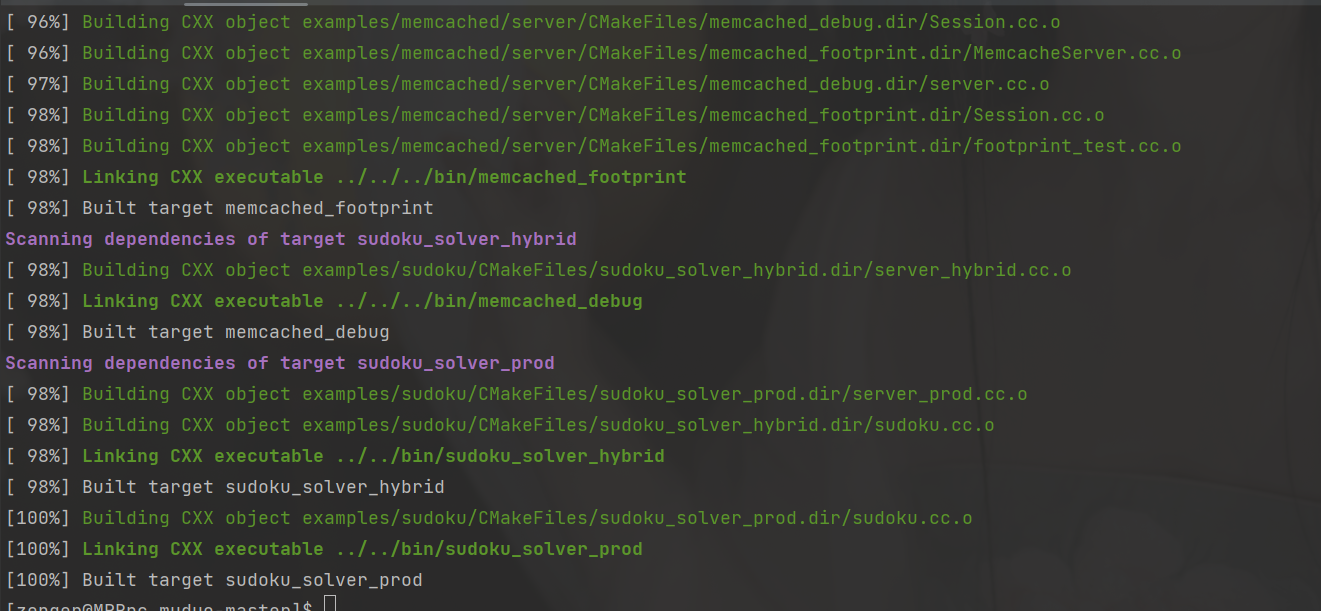 [ 96%] Building CXX object examples/memcached/server/CMakeFiles/memcached_debug.dir/Session.cc.o
[ 96%] Building CXX object examples/memcached/server/CMakeFiles/memcached_footprint.dir/MemcacheServer.cc.o
[ 97%] Building CXX object examples/memcached/server/CMakeFiles/memcached_debug.dir/server.cc.o
[ 98%] Building CXX object examples/memcached/server/CMakeFiles/memcached_footprint.dir/Session.cc.o
[ 98%] Building CXX object examples/memcached/server/CMakeFiles/memcached_footprint.dir/footprint_test.cc.o
[ 98%] Linking CXX executable ../../../bin/memcached_footprint
[ 98%] Built target memcached_footprint
Scanning dependencies of target sudoku_solver_hybrid
[ 98%] Building CXX object examples/sudoku/CMakeFiles/sudoku_solver_hybrid.dir/server_hybrid.cc.o
[ 98%] Linking CXX executable ../../../bin/memcached_debug
[ 98%] Built target memcached_debug
Scanning dependencies of target sudoku_solver_prod
[ 98%] Building CXX object examples/sudoku/CMakeFiles/sudoku_solver_prod.dir/server_prod.cc.o
[ 98%] Building CXX object examples/sudoku/CMakeFiles/sudoku_solver_hybrid.dir/sudoku.cc.o
[ 98%] Linking CXX executable ../../bin/sudoku_solver_hybrid
[ 98%] Built target sudoku_solver_hybrid
[100%] Building CXX object examples/sudoku/CMakeFiles/sudoku_solver_prod.dir/sudoku.cc.o
[100%] Linking CXX executable ../../bin/sudoku_solver_prod
[100%] Built target sudoku_solver_prod
muduo-master]$